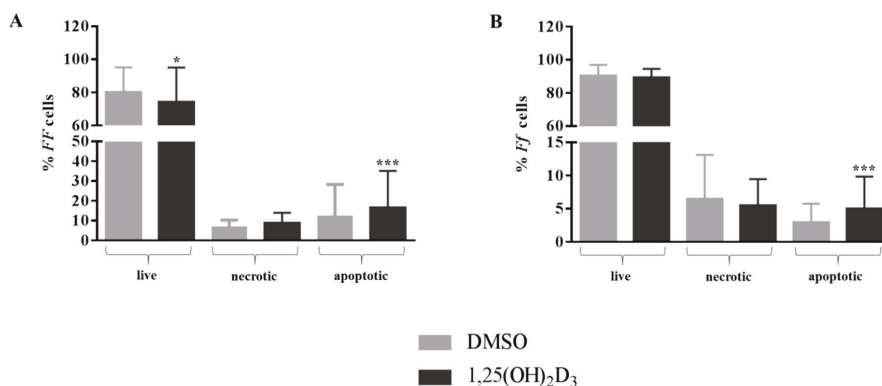 A
% FF cells
120
100
80
60
50
40
30
20
10
0
*
***
live
necrotic
apoptotic
B
% Ff cells
120
100
80
60
15
10
5
0
***
live
necrotic
apoptotic
DMSO
1,25(OH)₂D₃